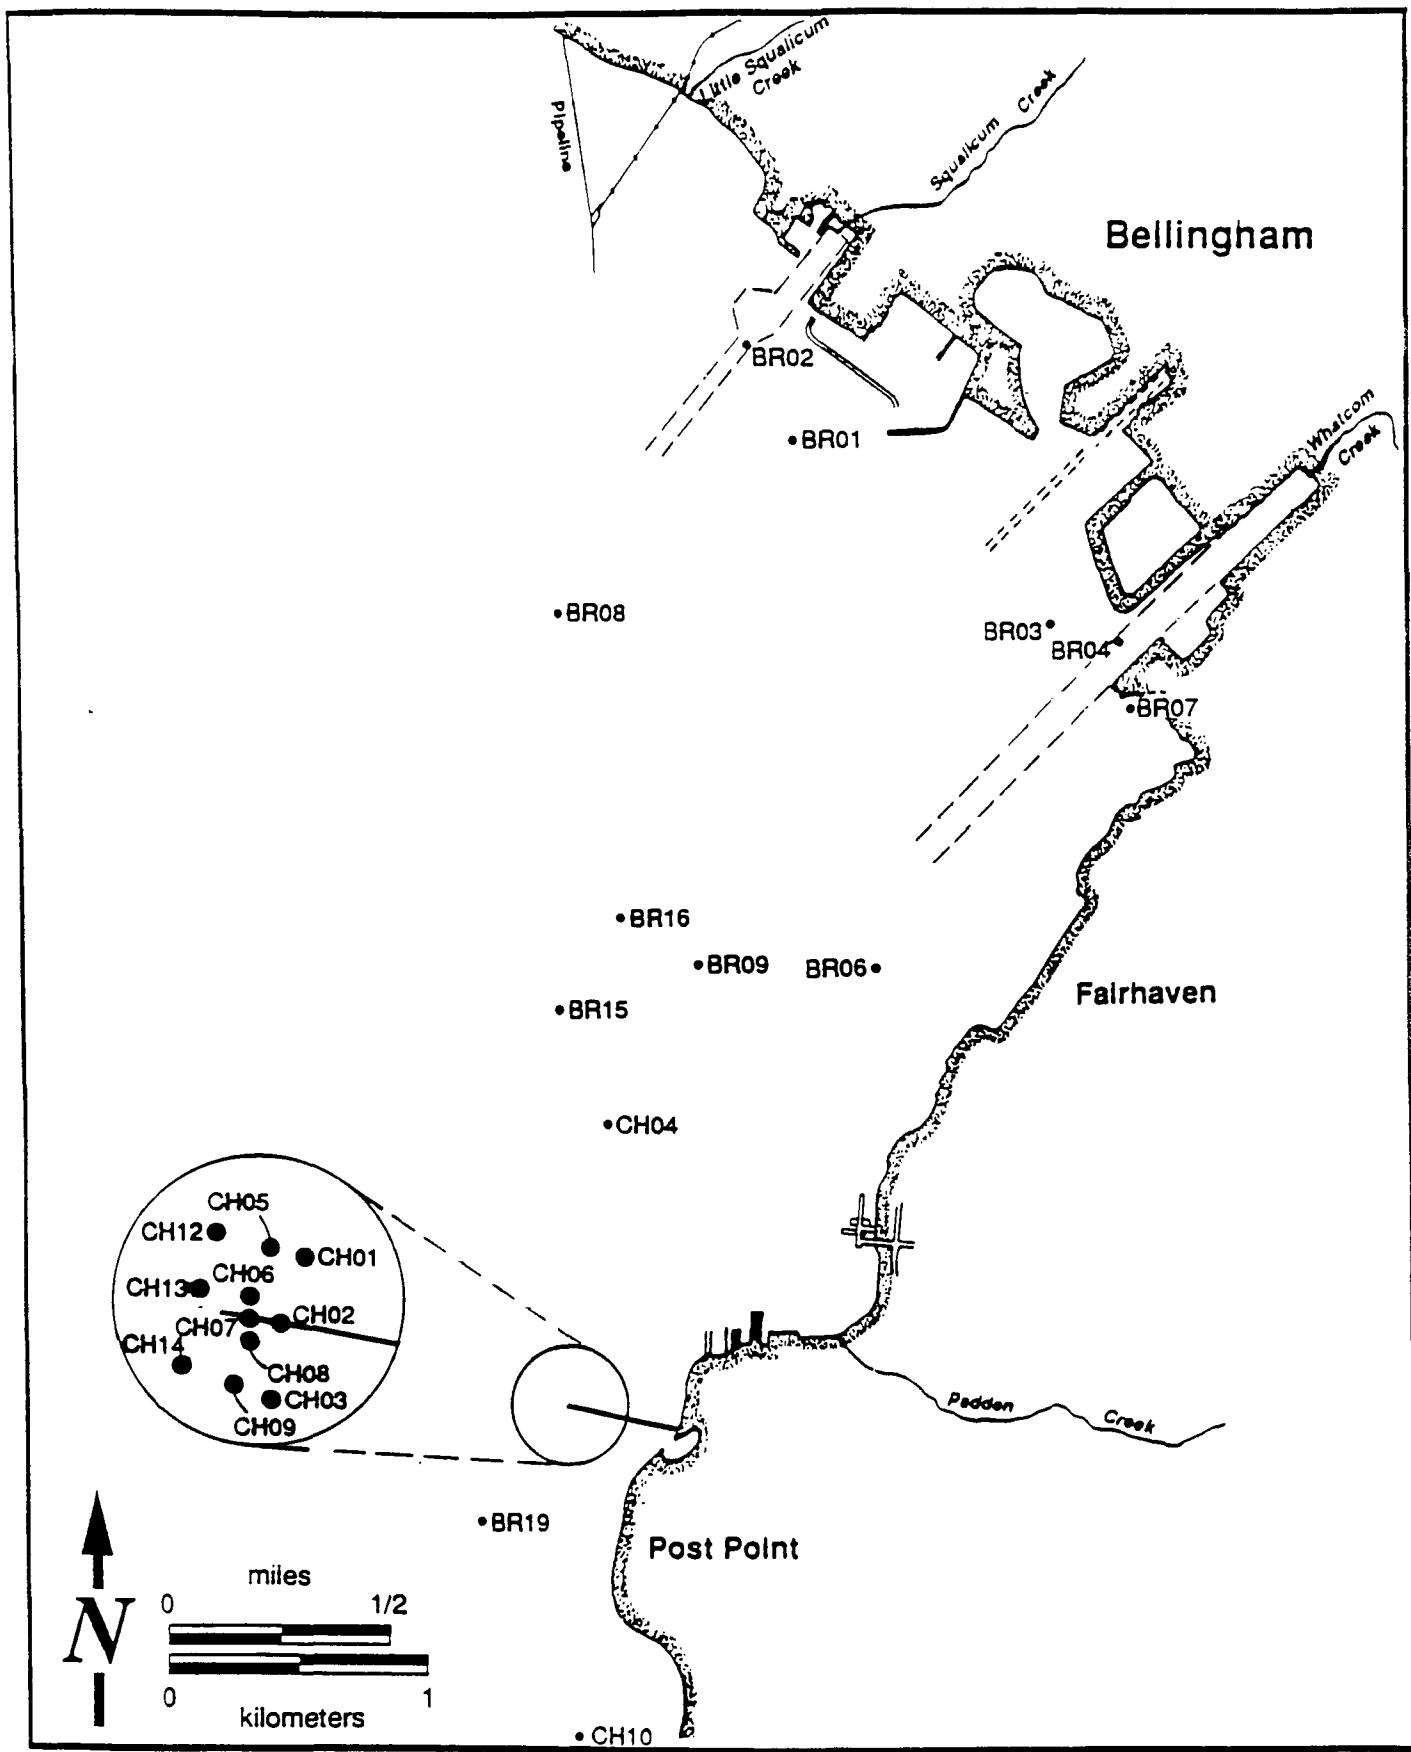 Little Squalicum
Creek
Pipeline
Squalicum Creek
Bellingham
BR02
BR01
Whatcom
Creek
BR08
BR03
BR04
BR07
BR16
BR09
BR06
Fairhaven
BR15
CH04
CH05
CH12
CH01
CH06
CH13
CH02
CH07
CH14
CH08
CH03
CH09
Padden Creek
BR19
Post Point
miles
0 1/2
N
0 1
kilometers
CH10